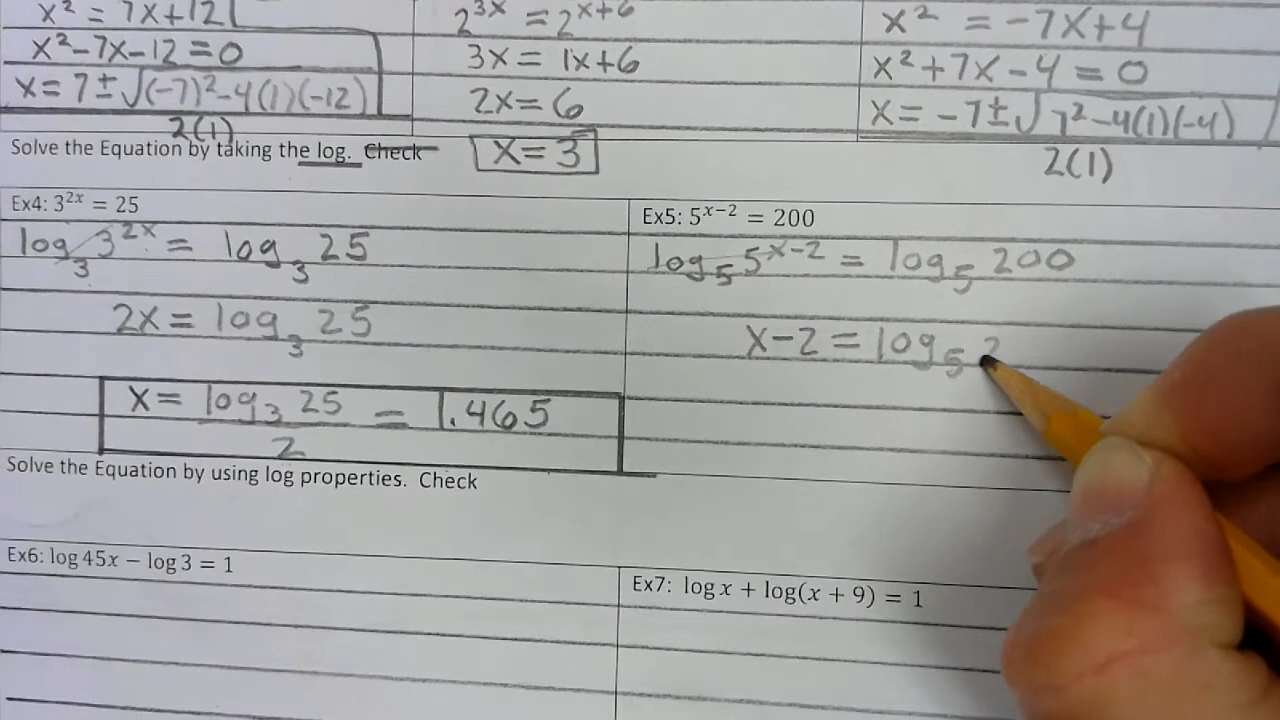 x² = 7x+12
x²-7x-12 = 0
x = 7 ± √(-7)²-4(1)(-12)
2(1)
2^{3x} = 2^{x+6}
3x = 1x+6
2x = 6
x = 3
x² = -7x+4
x²+7x-4 = 0
x = -7 ± √7²-4(1)(-4)
2(1)
Solve the Equation by taking the log. Check
Ex4: 3^{2x} = 25
log₃ 3^{2x} = log₃ 25
2x = log₃ 25
x = log₃ 25 = 1.465
2
Ex5: 5^{x-2} = 200
log₅ 5^{x-2} = log₅ 200
x-2 = log₅ 2
Solve the Equation by using log properties. Check
Ex6: log 45x − log 3 = 1
Ex7: log x + log(x + 9) = 1